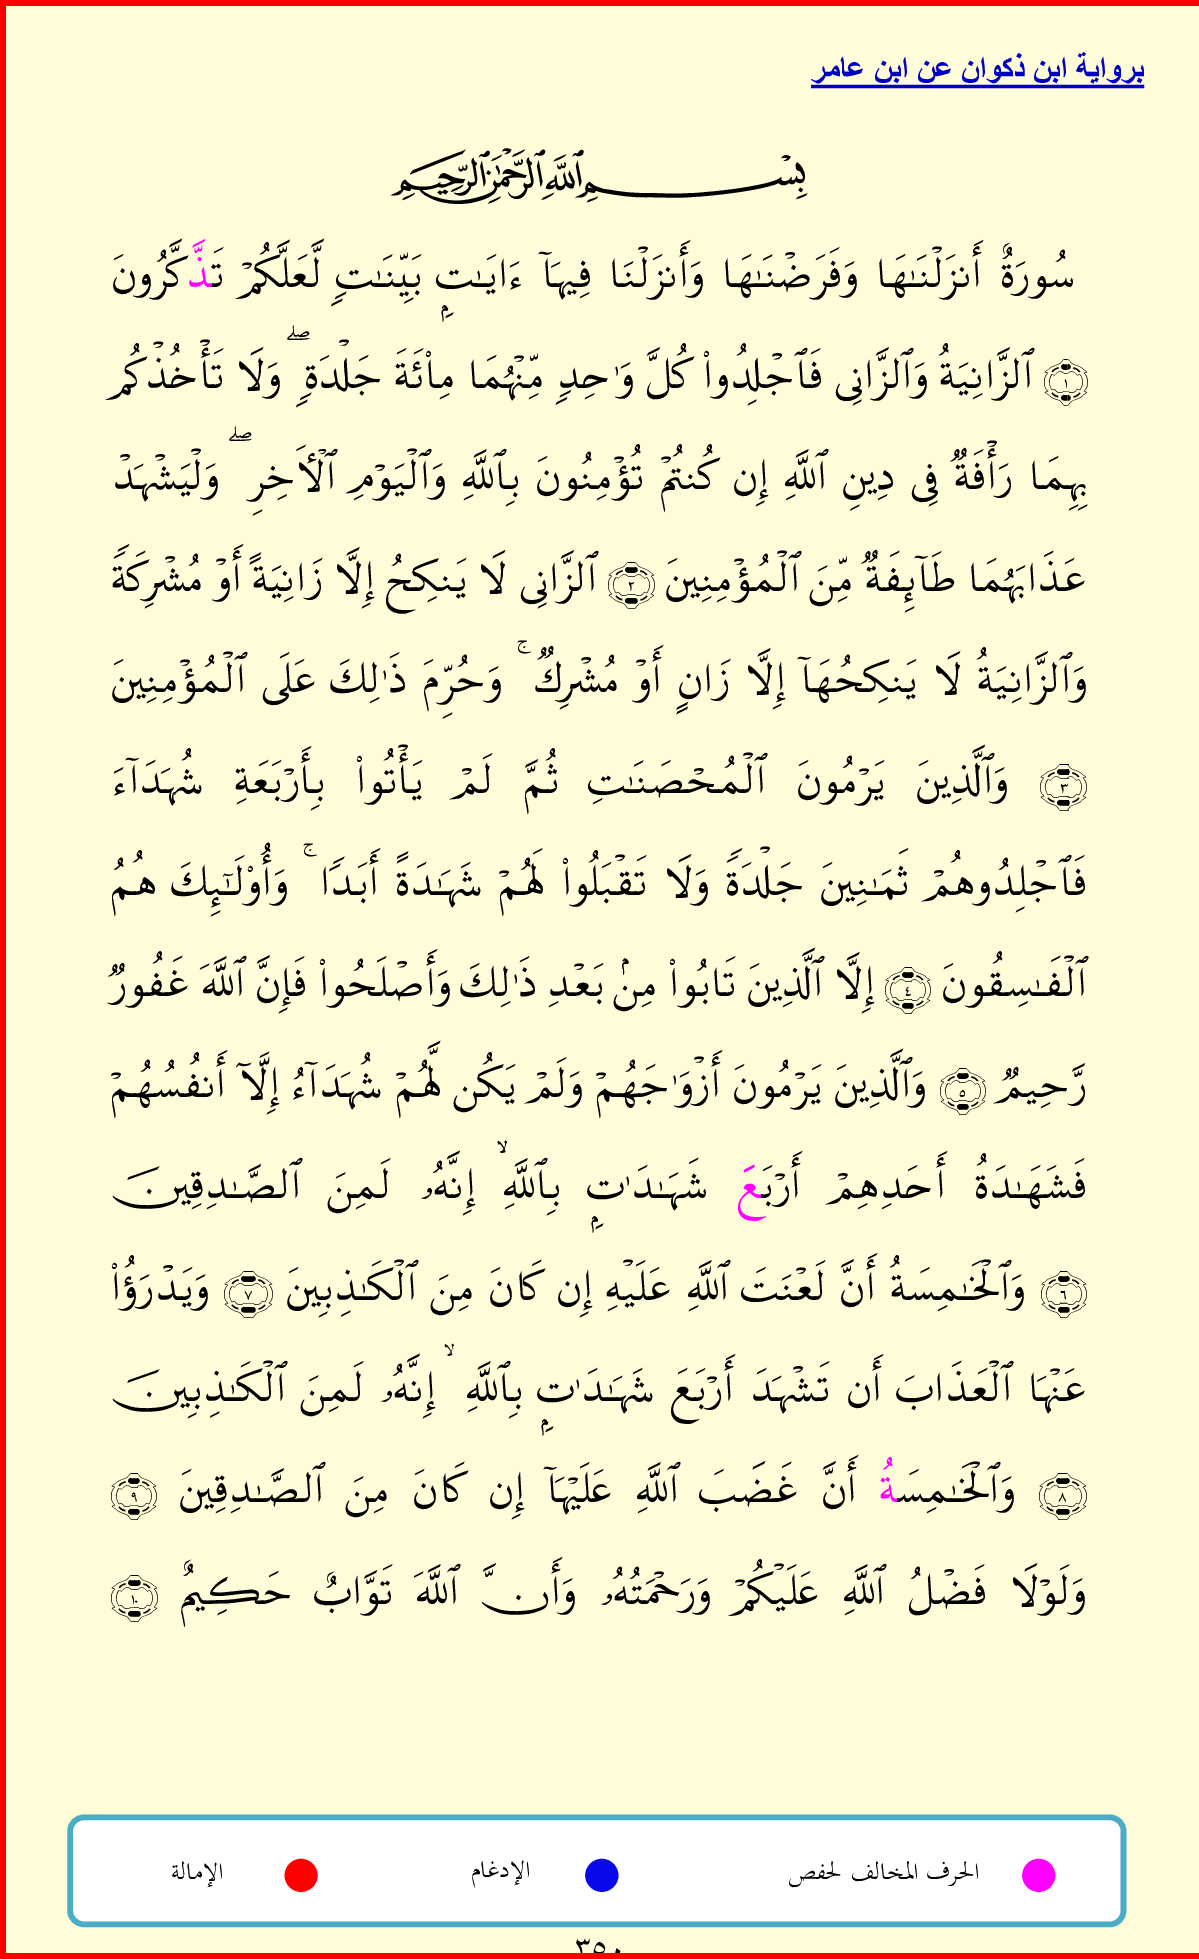 برواية ابن ذكوان عن ابن عامر
بِسْمِ ٱللَّهِ ٱلرَّحْمَٰنِ ٱلرَّحِيمِ
سُورَةٌ أَنزَلْنَٰهَا وَفَرَضْنَٰهَا وَأَنزَلْنَا فِيهَآ ءَايَٰتٍۭ بَيِّنَٰتٍ لَّعَلَّكُمْ تَذَّكَّرُونَ
١ ٱلزَّانِيَةُ وَٱلزَّانِى فَٱجْلِدُوا۟ كُلَّ وَٰحِدٍ مِّنْهُمَا مِا۟ئَةَ جَلْدَةٍ ۖ وَلَا تَأْخُذْكُم
بِهِمَا رَأْفَةٌ فِى دِينِ ٱللَّهِ إِن كُنتُمْ تُؤْمِنُونَ بِٱللَّهِ وَٱلْيَوْمِ ٱلْأَخِرِ ۖ وَلْيَشْهَدْ
عَذَابَهُمَا طَآئِفَةٌ مِّنَ ٱلْمُؤْمِنِينَ ٢ ٱلزَّانِى لَا يَنكِحُ إِلَّا زَانِيَةً أَوْ مُشْرِكَةً
وَٱلزَّانِيَةُ لَا يَنكِحُهَآ إِلَّا زَانٍ أَوْ مُشْرِكٌ ۚ وَحُرِّمَ ذَٰلِكَ عَلَى ٱلْمُؤْمِنِينَ
٣ وَٱلَّذِينَ يَرْمُونَ ٱلْمُحْصَنَٰتِ ثُمَّ لَمْ يَأْتُوا۟ بِأَرْبَعَةِ شُهَدَآءَ
فَٱجْلِدُوهُمْ ثَمَٰنِينَ جَلْدَةً وَلَا تَقْبَلُوا۟ لَهُمْ شَهَٰدَةً أَبَدًا ۚ وَأُو۟لَٰٓئِكَ هُمُ
ٱلْفَٰسِقُونَ ٤ إِلَّا ٱلَّذِينَ تَابُوا۟ مِنۢ بَعْدِ ذَٰلِكَ وَأَصْلَحُوا۟ فَإِنَّ ٱللَّهَ غَفُورٌ
رَّحِيمٌ ٥ وَٱلَّذِينَ يَرْمُونَ أَزْوَٰجَهُمْ وَلَمْ يَكُن لَّهُمْ شُهَدَآءُ إِلَّآ أَنفُسُهُمْ
فَشَهَٰدَةُ أَحَدِهِمْ أَرْبَعَ شَهَٰدَٰتٍۭ بِٱللَّهِ ۙ إِنَّهُۥ لَمِنَ ٱلصَّٰدِقِينَ
٦ وَٱلْخَٰمِسَةُ أَنَّ لَعْنَتَ ٱللَّهِ عَلَيْهِ إِن كَانَ مِنَ ٱلْكَٰذِبِينَ ٧ وَيَدْرَؤُا۟
عَنْهَا ٱلْعَذَابَ أَن تَشْهَدَ أَرْبَعَ شَهَٰدَٰتٍۭ بِٱللَّهِ ۙ إِنَّهُۥ لَمِنَ ٱلْكَٰذِبِينَ
٨ وَٱلْخَٰمِسَةُ أَنَّ غَضَبَ ٱللَّهِ عَلَيْهَآ إِن كَانَ مِنَ ٱلصَّٰدِقِينَ ٩
وَلَوْلَا فَضْلُ ٱللَّهِ عَلَيْكُمْ وَرَحْمَتُهُۥ وَأَنَّ ٱللَّهَ تَوَّابٌ حَكِيمٌ ١٠
الحرف المخالف لحفص الإدغام الإمالة
٣٥٠